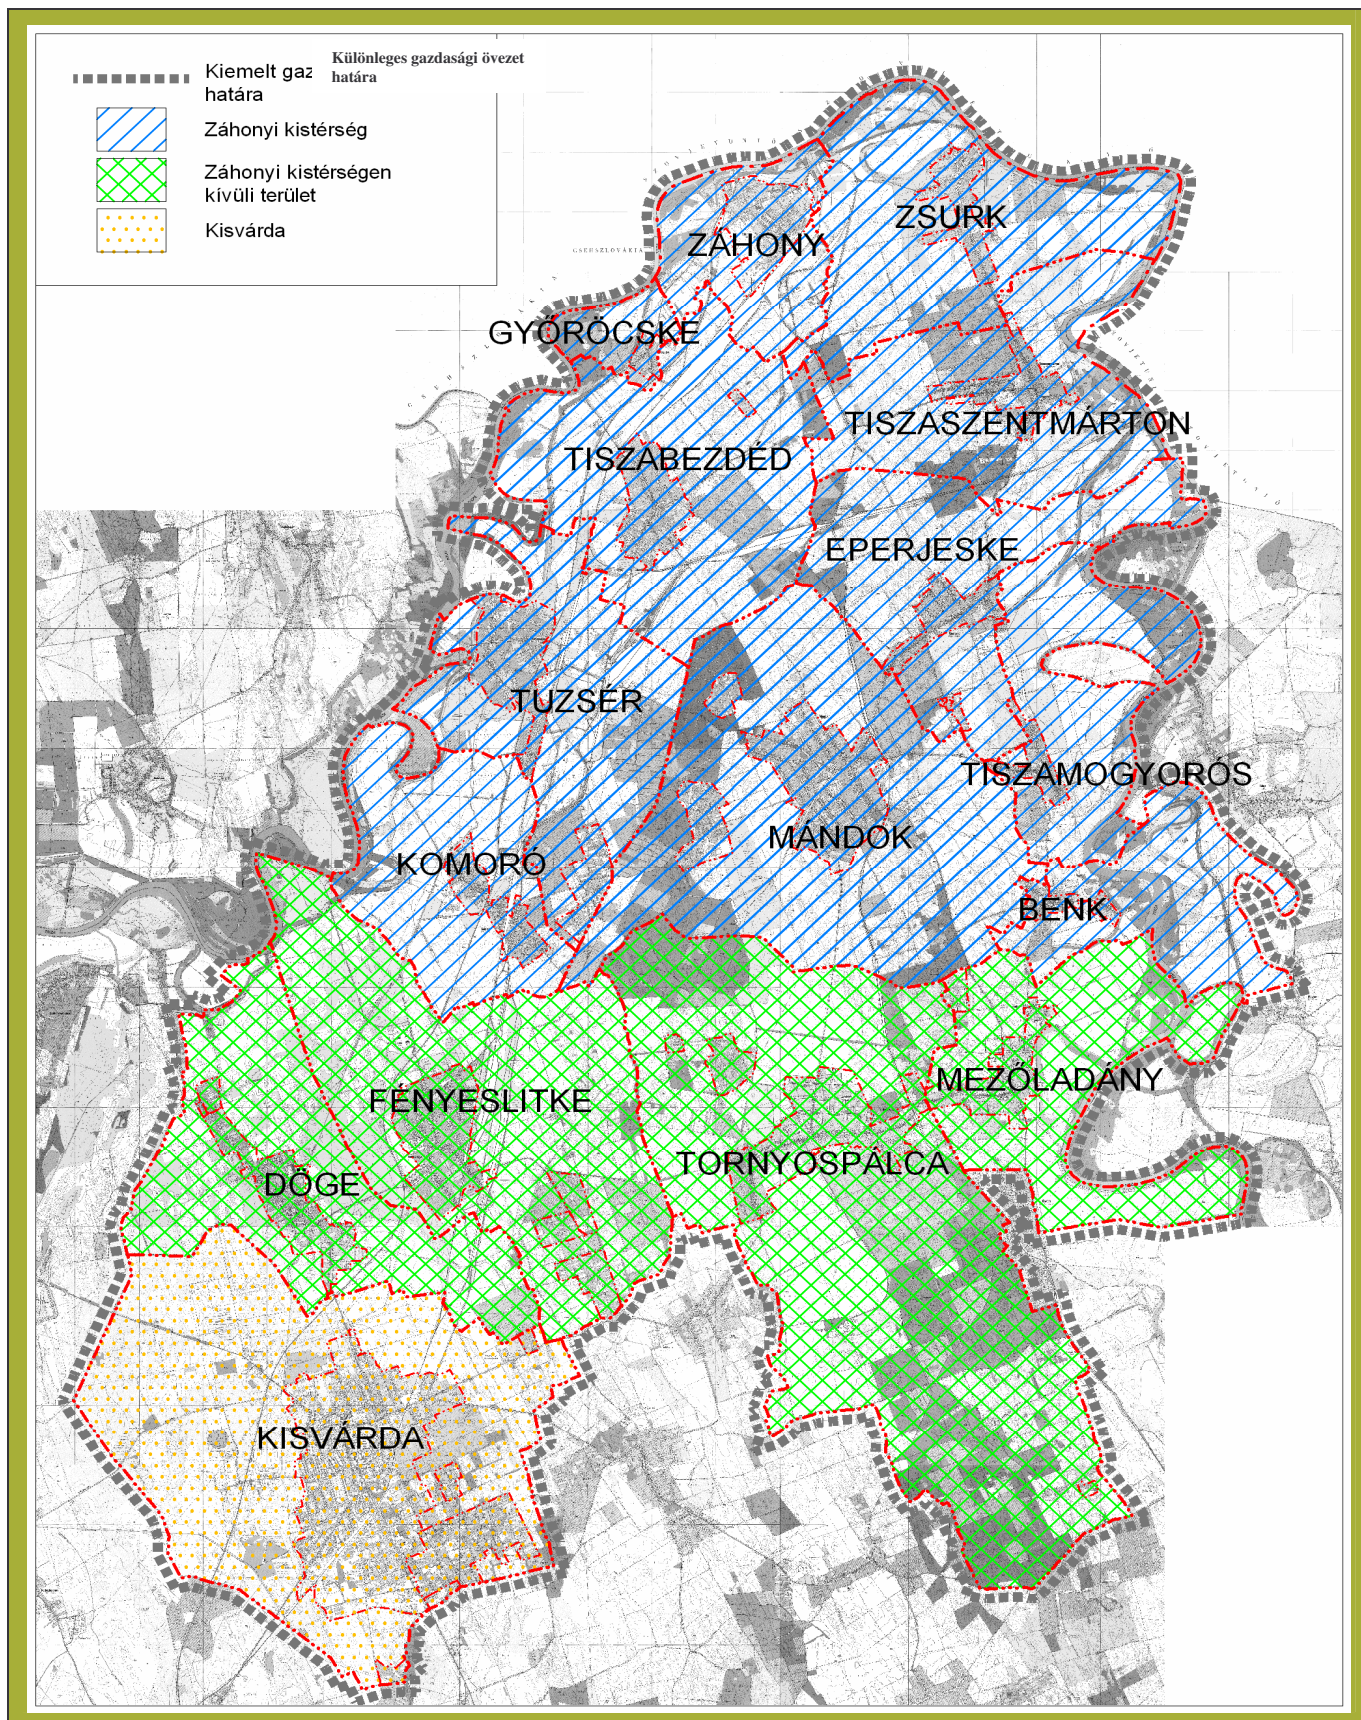 Különleges gazdasági övezet
határa
Kiemelt gaz
határa
Záhonyi kistérség
Záhonyi kistérségen
kívüli terület
Kisvárda
ZSURK
ZÁHONY
CSEHSZLOVÁKIA
GYŐRÖCSKE
TISZASZENTMÁRTON
TISZABEZDÉD
EPERJESKE
TUZSÉR
TISZAMOGYORÓS
MÁNDOK
KOMORÓ
BENK
MEZŐLADÁNY
FÉNYESLITKE
TORNYOSPÁLCA
DÖGE
KISVÁRDA